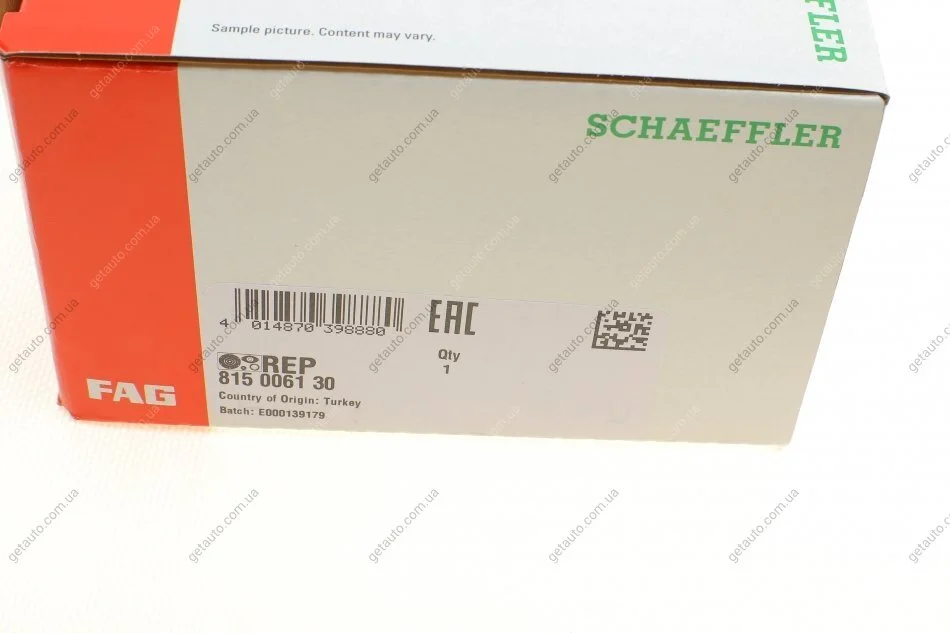 Sample picture. Content may vary.
FLER
SCHAEFFLER
4 014870 398880
EAC
Qty
1
REP
815 0061 30
Country of Origin: Turkey
Batch: E000139179
FAG
getauto.com.ua